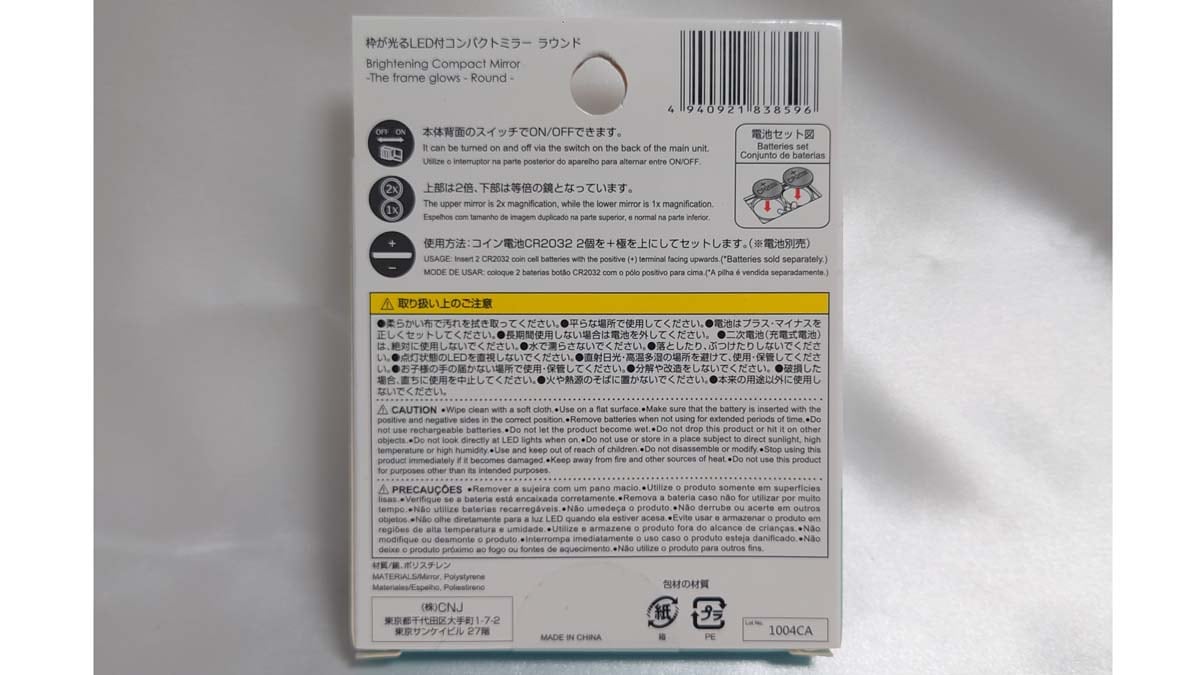 枠が光るLED付コンパクトミラー ラウンド
Brightening Compact Mirror
-The frame glows - Round -
4 940921 838596
OFF ON
本体背面のスイッチでON/OFFできます。
It can be turned on and off via the switch on the back of the main unit.
Utilize o interruptor na parte posterior do aparelho para alternar entre ON/OFF.
2x
1x
上部は2倍、下部は等倍の鏡となっています。
The upper mirror is 2x magnification, while the lower mirror is 1x magnification.
Espelhos com tamanho de imagem duplicado na parte superior, e normal na parte inferior.
電池セット図
Batteries set
Conjunto de baterias
CR2032
CR2032
+
−
使用方法:コイン電池CR2032 2個を+極を上にしてセットします。(※電池別売)
USAGE: Insert 2 CR2032 coin cell batteries with the positive (+) terminal facing upwards.(*Batteries sold separately.)
MODE DE USAR: coloque 2 baterias botão CR2032 com o pólo positivo para cima.(*A pilha é vendida separadamente.)
⚠ 取り扱い上のご注意
●柔らかい布で汚れを拭き取ってください。●平らな場所で使用してください。●電池はプラス・マイナスを
正しくセットしてください。●長期間使用しない場合は電池を外してください。 ●二次電池(充電式電池)
は、絶対に使用しないでください。●水で濡らさないでください。●落としたり、ぶつけたりしないでくださ
い。●点灯状態のLEDを直視しないでください。●直射日光・高温多湿の場所を避けて、使用・保管してくださ
い。●お子様の手の届かない場所で使用・保管してください。●分解や改造をしないでください。 ●破損した
場合、直ちに使用を中止してください。●火や熱源のそばに置かないでください。●本来の用途以外に使用し
ないでください。
⚠ CAUTION ●Wipe clean with a soft cloth.●Use on a flat surface.●Make sure that the battery is inserted with the
positive and negative sides in the correct position.●Remove batteries when not using for extended periods of time.●Do
not use rechargeable batteries.●Do not let the product become wet.●Do not drop this product or hit it on other
objects.●Do not look directly at LED lights when on.●Do not use or store in a place subject to direct sunlight, high
temperature or high humidity.●Use and keep out of reach of children.●Do not disassemble or modify.●Stop using this
product immediately if it becomes damaged.●Keep away from fire and other sources of heat.●Do not use this product
for purposes other than its intended purposes.
⚠ PRECAUÇÕES ●Remover a sujeira com um pano macio.●Utilize o produto somente em superfícies
lisas.●Verifique se a bateria está encaixada corretamente.●Remova a bateria caso não for utilizar por muito
tempo.●Não utilize baterias recarregáveis.●Não umedeça o produto.●Não derrube ou acerte em outros
objetos.●Não olhe diretamente para a luz LED quando ela estiver acesa.●Evite usar e armazenar o produto em
regiões de alta temperatura e umidade.●Utilize e armazene o produto fora do alcance de crianças.●Não
modifique ou desmonte o produto.●Interrompa imediatamente o uso caso o produto esteja danificado.●Não
deixe o produto próximo ao fogo ou fontes de aquecimento.●Não utilize o produto para outros fins.
材質/鏡、ポリスチレン
MATERIALS/Mirror, Polystyrene
Materiales/Espelho, Poliestireno
(株)CNJ
東京都千代田区大手町1-7-2
東京サンケイビル 27階
MADE IN CHINA
包材の材質
紙
箱
プラ
PE
Lot No.
1004CA